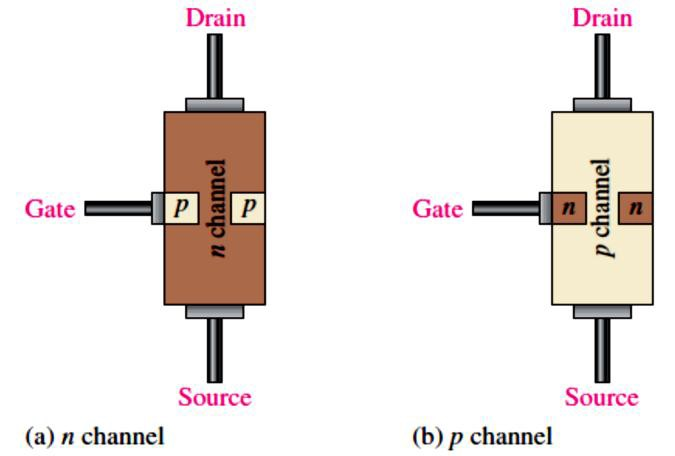 Drain
Gate
p
n channel
p
Source
(a) n channel
Drain
Gate
n
p channel
n
Source
(b) p channel